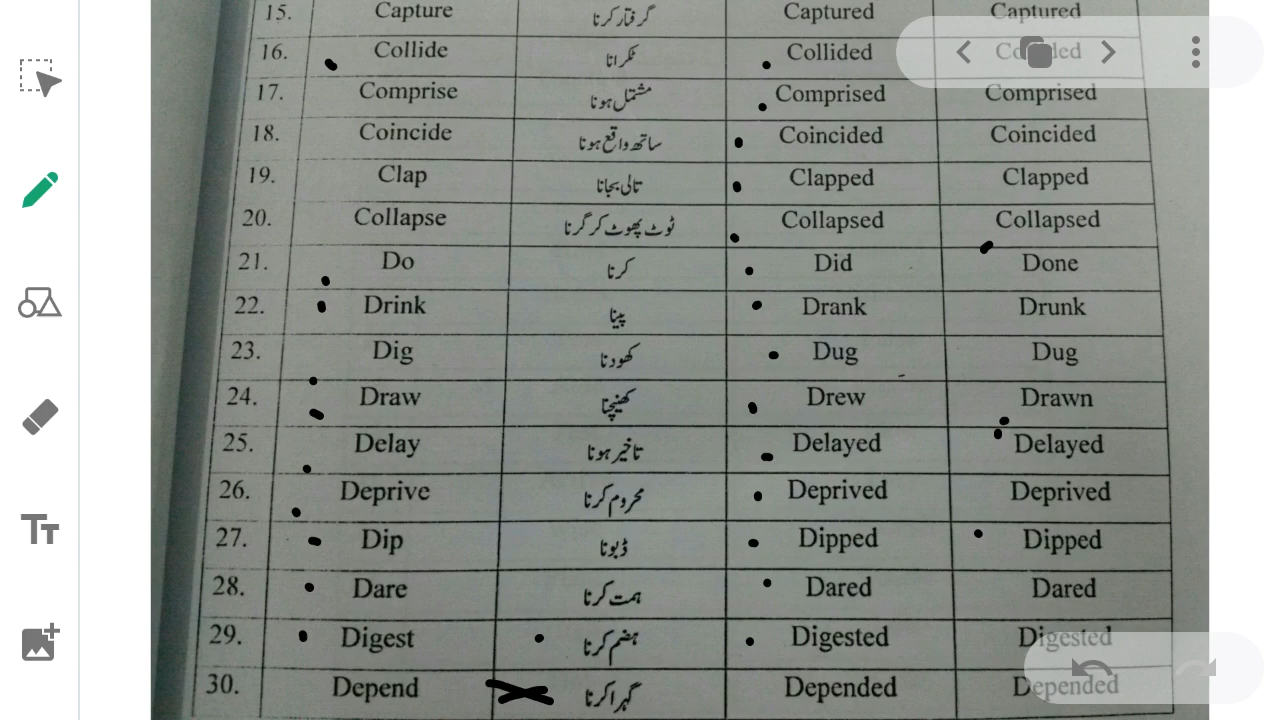 15. Capture گرفتار کرنا Captured Captured
16. Collide ٹکرانا Collided Collided
17. Comprise مشتمل ہونا Comprised Comprised
18. Coincide ساتھ واقع ہونا Coincided Coincided
19. Clap تالی بجانا Clapped Clapped
20. Collapse ٹوٹ پھوٹ کر گرنا Collapsed Collapsed
21. Do کرنا Did Done
22. Drink پینا Drank Drunk
23. Dig کھودنا Dug Dug
24. Draw کھینچنا Drew Drawn
25. Delay تاخیر ہونا Delayed Delayed
26. Deprive محروم کرنا Deprived Deprived
27. Dip ڈبونا Dipped Dipped
28. Dare ہمت کرنا Dared Dared
29. Digest ہضم کرنا Digested Digested
30. Depend گہرا کرنا Depended Depended
TT